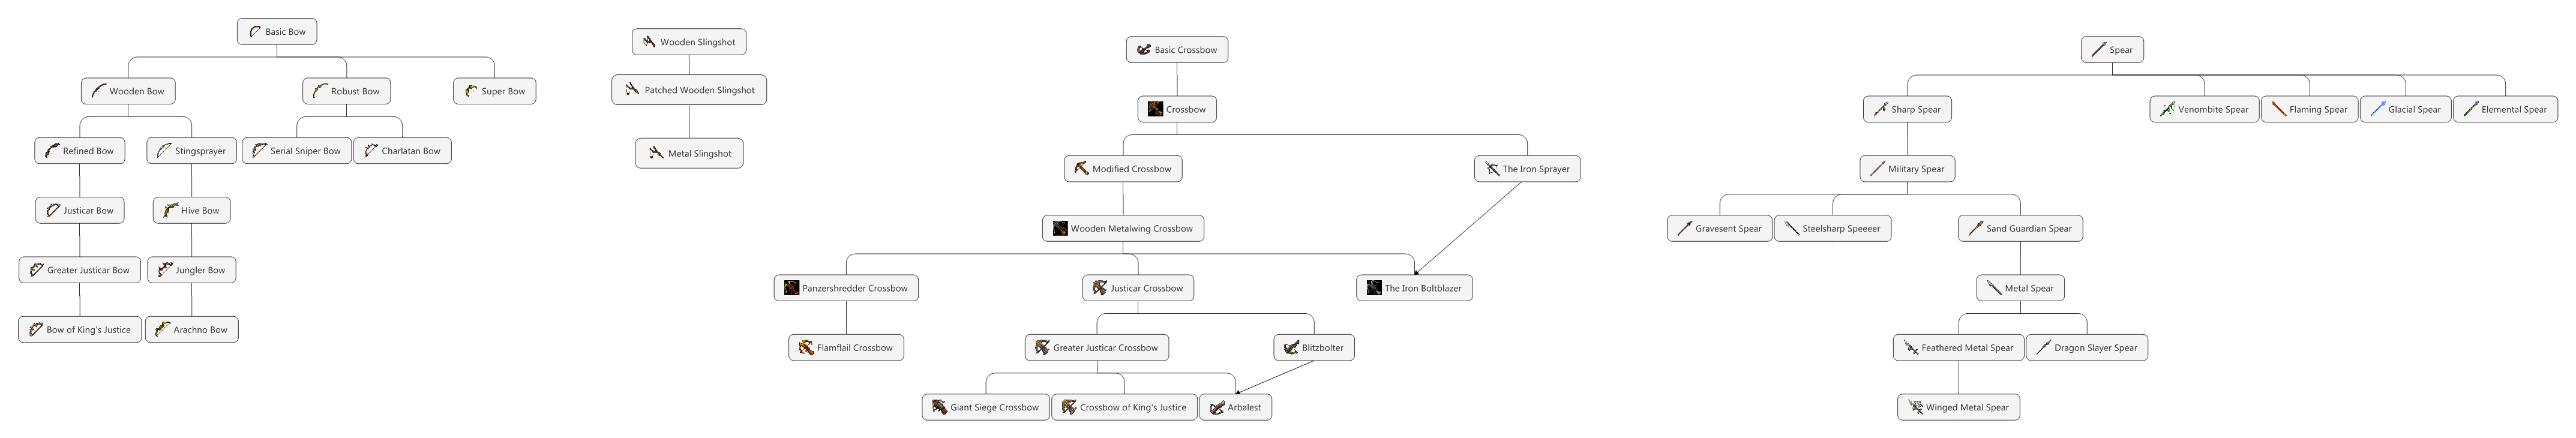 Basic Bow
Wooden Bow
Robust Bow
Super Bow
Refined Bow
Stingsprayer
Serial Sniper Bow
Charlatan Bow
Justicar Bow
Hive Bow
Greater Justicar Bow
Jungler Bow
Bow of King's Justice
Arachno Bow
Wooden Slingshot
Patched Wooden Slingshot
Metal Slingshot
Basic Crossbow
Crossbow
Modified Crossbow
The Iron Sprayer
Wooden Metalwing Crossbow
Panzershredder Crossbow
Justicar Crossbow
The Iron Boltblazer
Flamflail Crossbow
Greater Justicar Crossbow
Blitzbolter
Giant Siege Crossbow
Crossbow of King's Justice
Arbalest
Spear
Sharp Spear
Venombite Spear
Flaming Spear
Glacial Spear
Elemental Spear
Military Spear
Gravesent Spear
Steelsharp Speeeer
Sand Guardian Spear
Metal Spear
Feathered Metal Spear
Dragon Slayer Spear
Winged Metal Spear